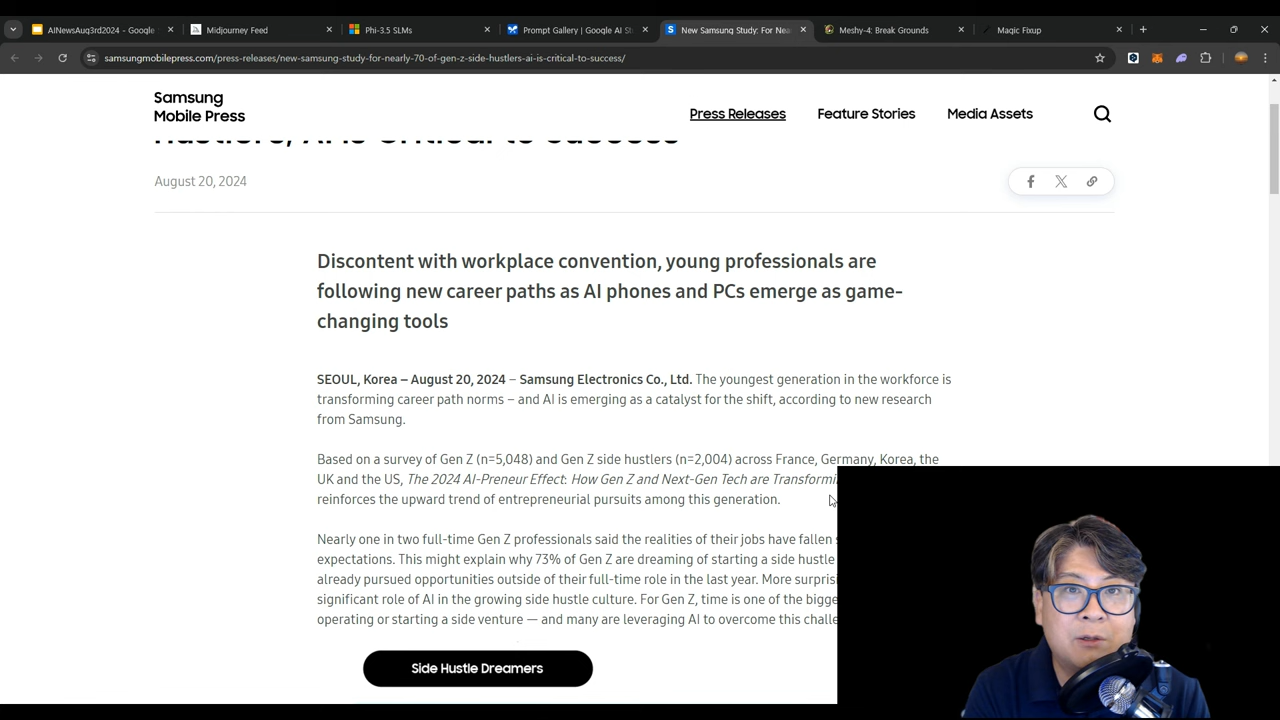 AINewsAug3rd2024 - Google
Midjourney Feed
Phi-3.5 SLMs
Prompt Gallery | Google AI St
New Samsung Study: For Nea
Meshy-4: Break Grounds
Magic Fixup
samsungmobilepress.com/press-releases/new-samsung-study-for-nearly-70-of-gen-z-side-hustlers-ai-is-critical-to-success/
Samsung
Mobile Press
Press Releases
Feature Stories
Media Assets
Hustlers, AI is Critical to Success
August 20, 2024
Discontent with workplace convention, young professionals are
following new career paths as AI phones and PCs emerge as game-
changing tools
SEOUL, Korea – August 20, 2024 – Samsung Electronics Co., Ltd. The youngest generation in the workforce is
transforming career path norms – and AI is emerging as a catalyst for the shift, according to new research
from Samsung.
Based on a survey of Gen Z (n=5,048) and Gen Z side hustlers (n=2,004) across France, Germany, Korea, the
UK and the US, The 2024 AI-Preneur Effect: How Gen Z and Next-Gen Tech are
reinforces the upward trend of entrepreneurial pursuits among this generation.
Nearly one in two full-time Gen Z professionals said the realities of their jobs have fallen
expectations. This might explain why 73% of Gen Z are dreaming of starting a side hustle
already pursued opportunities outside of their full-time role in the last year. More
significant role of AI in the growing side hustle culture. For Gen Z, time is one of the
operating or starting a side venture — and many are leveraging AI to overcome this
Side Hustle Dreamers